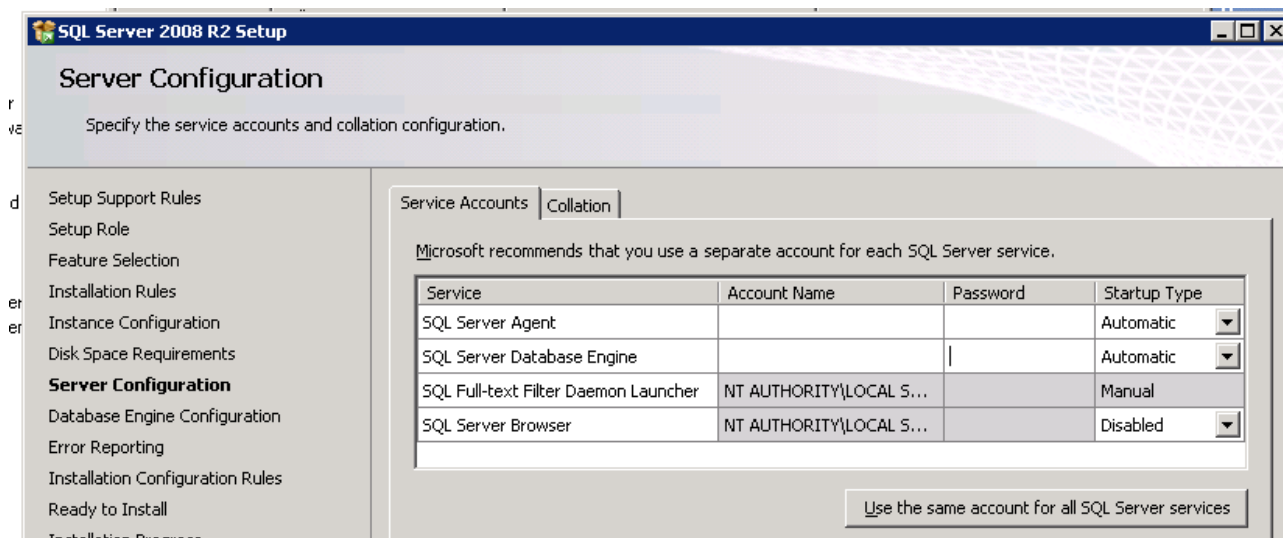 SQL Server 2008 R2 Setup
Server Configuration
Specify the service accounts and collation configuration.
Setup Support Rules
Setup Role
Feature Selection
Installation Rules
Instance Configuration
Disk Space Requirements
Server Configuration
Database Engine Configuration
Error Reporting
Installation Configuration Rules
Ready to Install
Service Accounts Collation
Microsoft recommends that you use a separate account for each SQL Server service.
Service Account Name Password Startup Type
SQL Server Agent Automatic
SQL Server Database Engine Automatic
SQL Full-text Filter Daemon Launcher NT AUTHORITY\LOCAL S... Manual
SQL Server Browser NT AUTHORITY\LOCAL S... Disabled
Use the same account for all SQL Server services